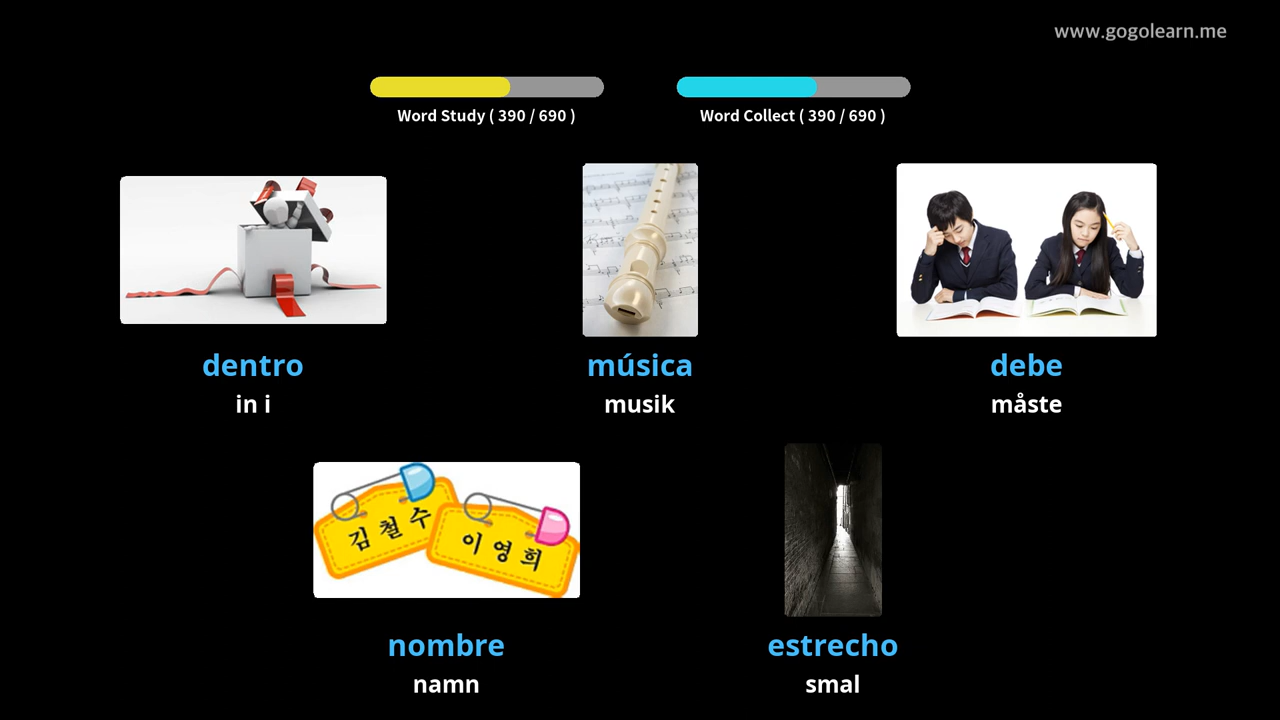 www.gogolearn.me
Word Study ( 390 / 690 )
Word Collect ( 390 / 690 )
dentro
in i
música
musik
debe
måste
김철수
이영희
nombre
namn
estrecho
smal